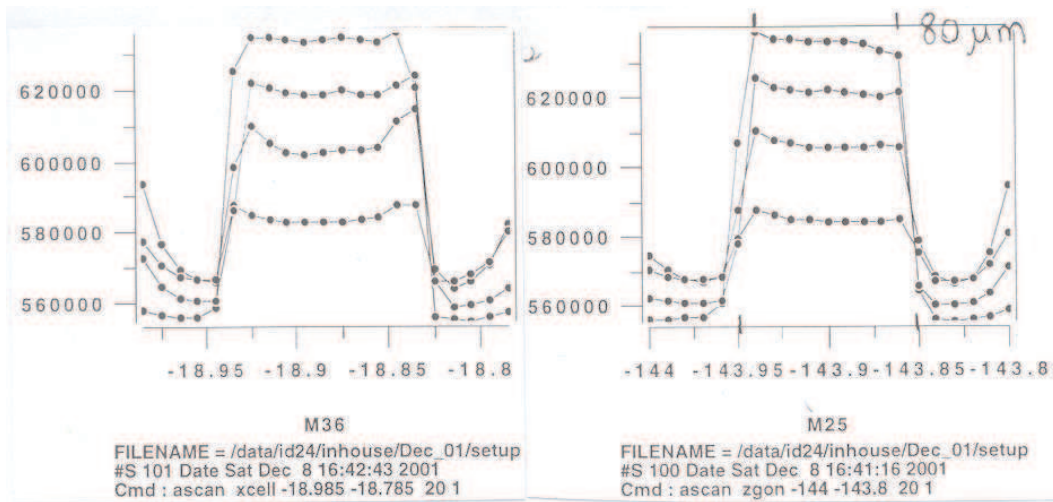 80 μm
620000
600000
580000
560000
-18.95 -18.9 -18.85 -18.8
M36
FILENAME = /data/id24/inhouse/Dec_01/setup
#S 101 Date Sat Dec 8 16:42:43 2001
Cmd : ascan xcell -18.985 -18.785 20 1
620000
600000
580000
560000
-144 -143.95 -143.9 -143.85 -143.8
M25
FILENAME = /data/id24/inhouse/Dec_01/setup
#S 100 Date Sat Dec 8 16:41:16 2001
Cmd : ascan zgon -144 -143.8 20 1